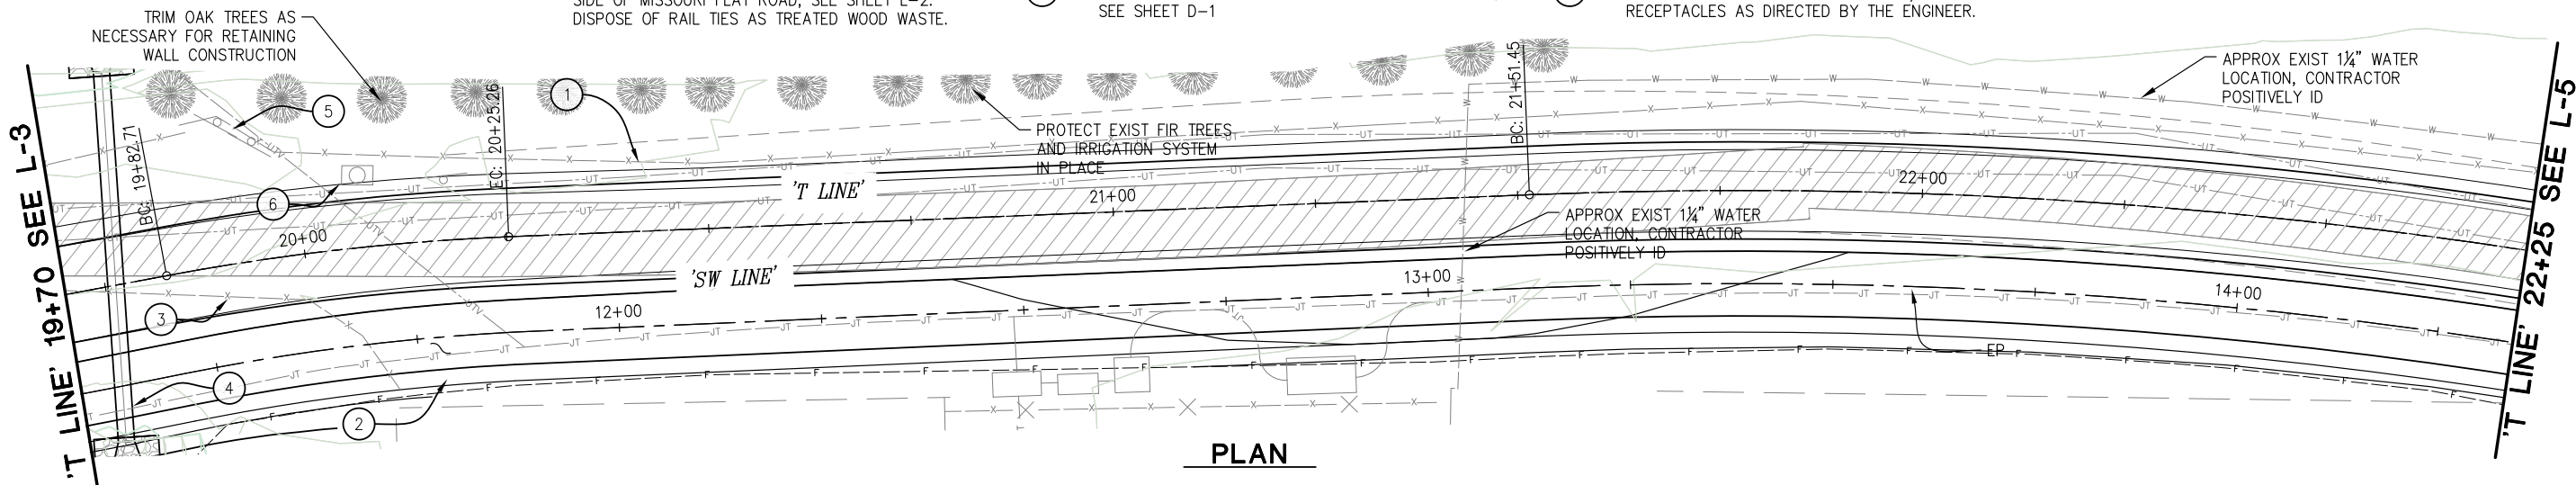 TRIM OAK TREES AS
NECESSARY FOR RETAINING
WALL CONSTRUCTION
SIDE OF MISSOURI FLAT ROAD, SEE SHEET L-2.
DISPOSE OF RAIL TIES AS TREATED WOOD WASTE.
SEE SHEET D-1
RECEPTACLES AS DIRECTED BY THE ENGINEER.
APPROX EXIST 1¼" WATER
LOCATION, CONTRACTOR
POSITIVELY ID
'T LINE' 19+70 SEE L-3
'T LINE' 22+25 SEE L-5
BC: 19+82.71
EC: 20+25.26
BC: 21+51.45
1
5
6
3
4
2
PROTECT EXIST FIR TREES
AND IRRIGATION SYSTEM
IN PLACE
'T LINE'
20+00
21+00
22+00
APPROX EXIST 1¼" WATER
LOCATION, CONTRACTOR
POSITIVELY ID
'SW LINE'
12+00
13+00
14+00
EP
PLAN